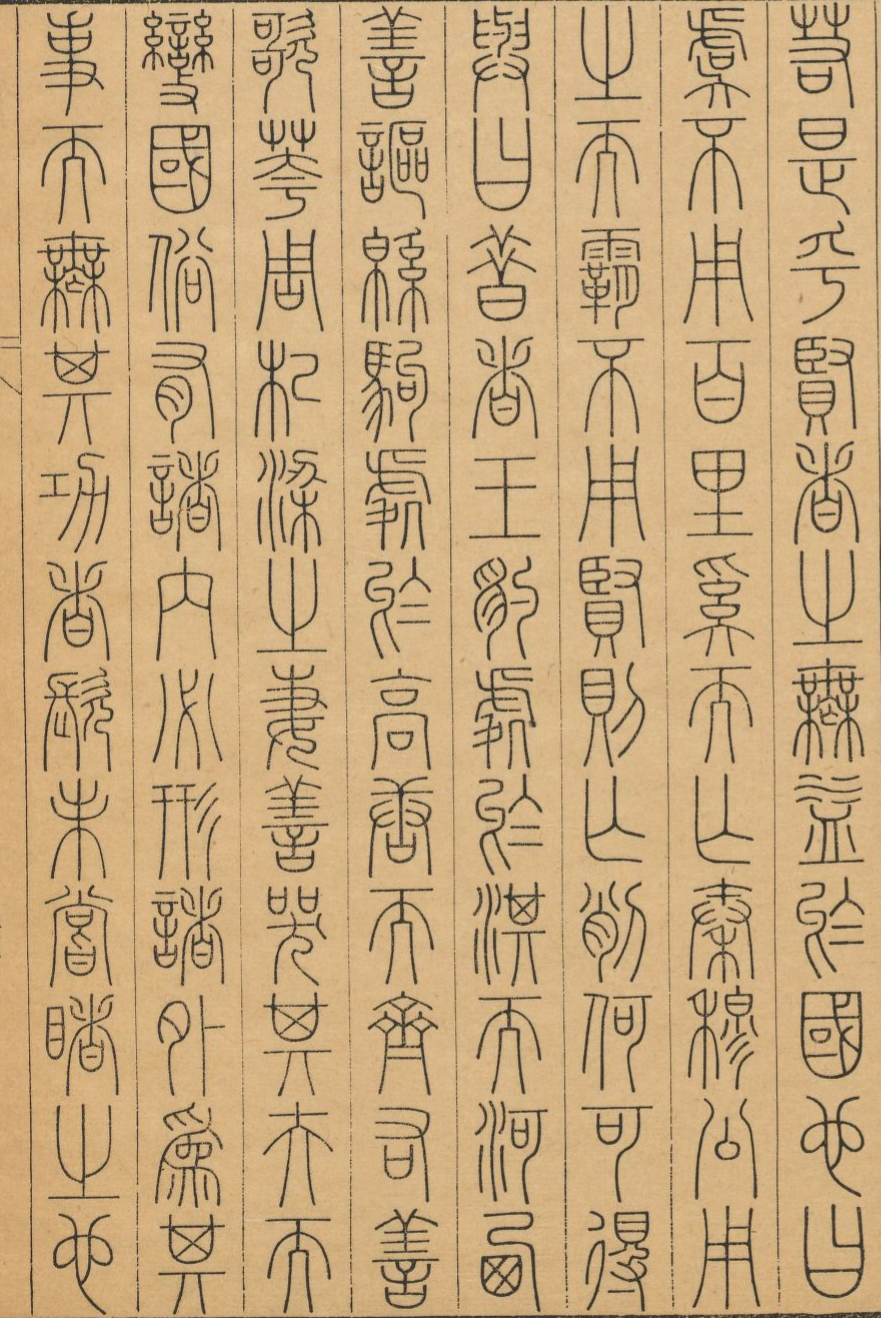 若是乎賢者之無益於國也曰
虞不用百里奚而亡秦穆公用
之而霸不用賢則亡削何可得
與曰昔者王豹處於淇而河西
善謳緜駒處於高唐而齊右善
歌華周杞梁之妻善哭其夫而
變國俗有諸內必形諸外爲其
事而無其功者髡未嘗睹之也